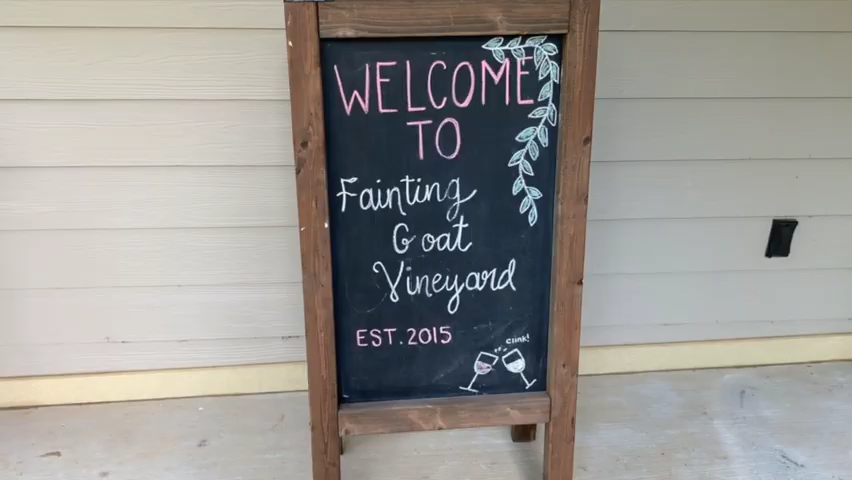 WELCOME
TO
Fainting
Goat
Vineyard
EST. 2015
clink!